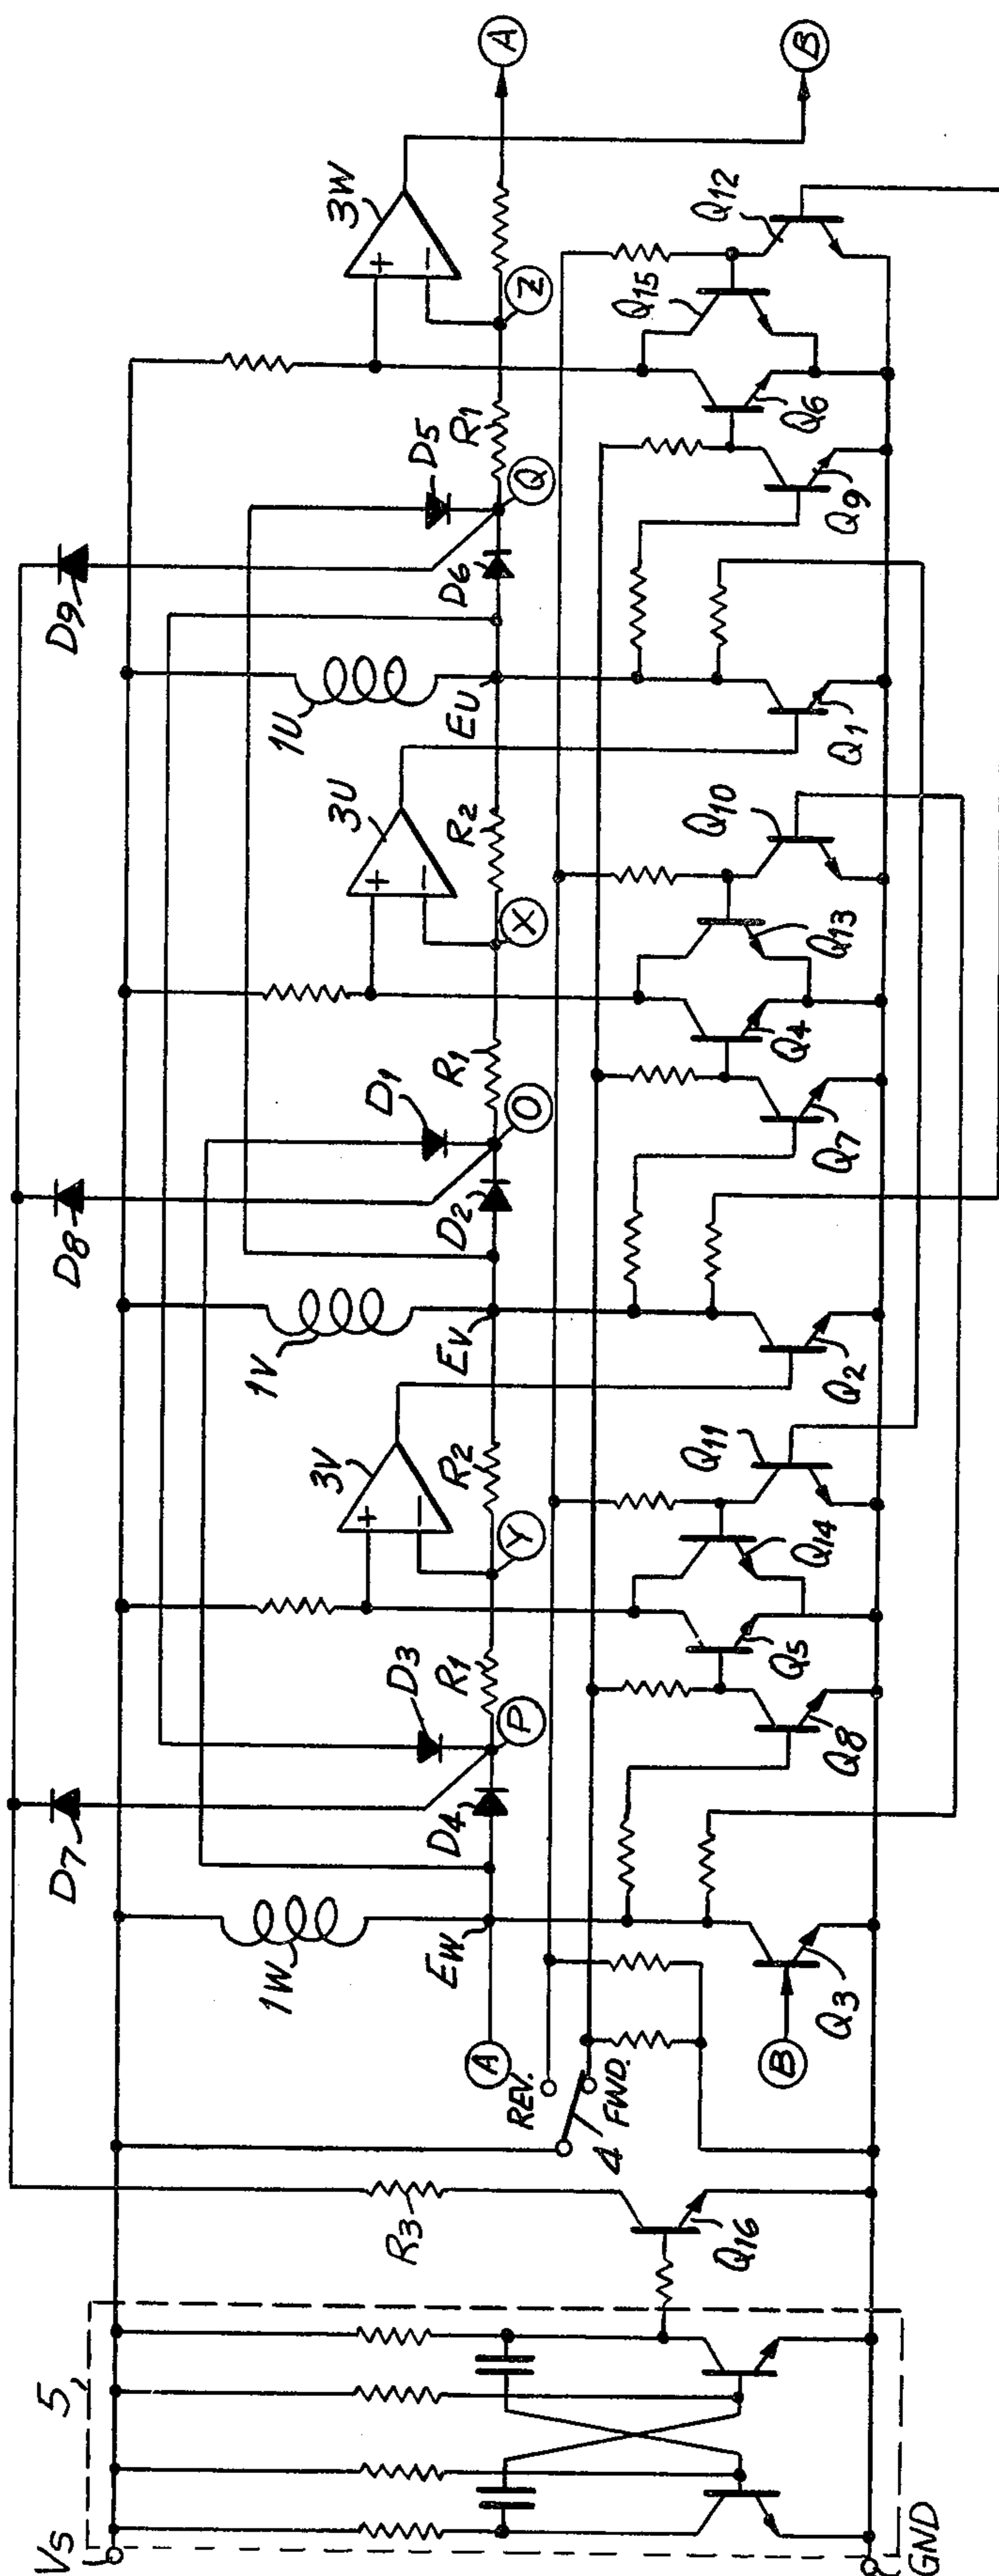 Vs
5
GND
R3
Q16
4
REV.
FWD.
A
B
1W
EW
Q3
D7
D4
D3
P
R1
Y
R2
3V
+
−
Q8
Q5
Q14
Q11
1V
EV
Q2
D8
D2
D1
O
R1
X
R2
3U
+
−
Q7
Q4
Q13
Q10
1U
EU
Q1
D9
D6
D5
Q
R1
Z
3W
+
−
Q9
Q6
Q15
Q12
A
B